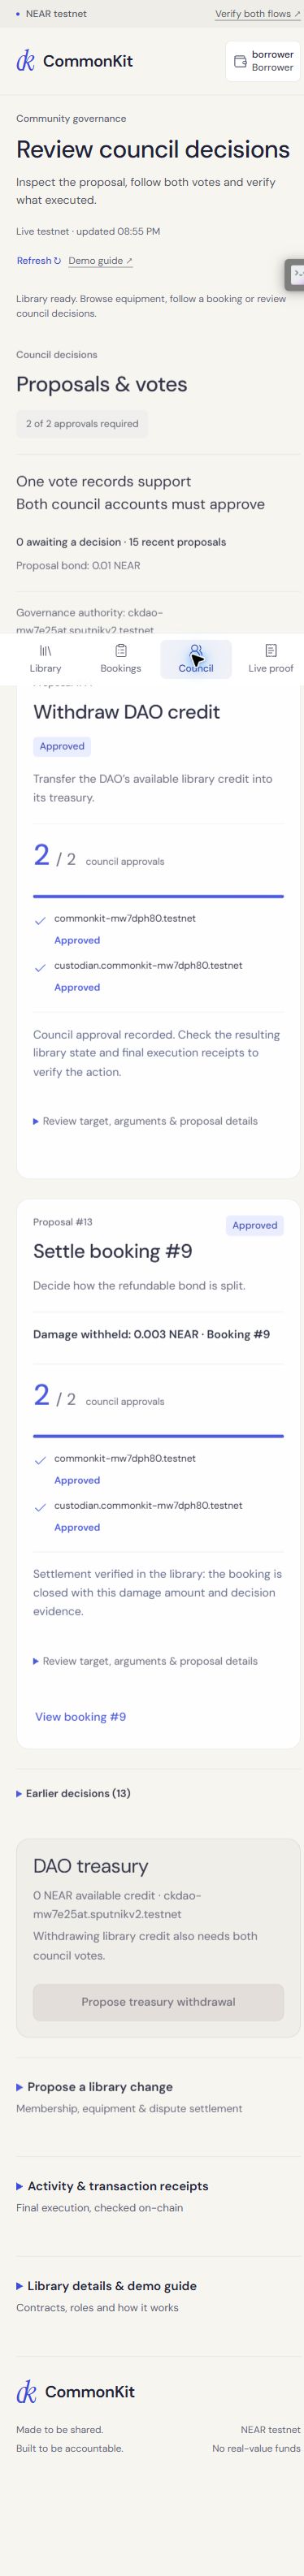 NEAR testnet
Verify both flows ↗
CommonKit
borrower
Borrower
Community governance
Review council decisions
Inspect the proposal, follow both votes and verify
what executed.
Live testnet · updated 08:55 PM
Refresh ↻ Demo guide ↗
Library ready. Browse equipment, follow a booking or review
council decisions.
Council decisions
Proposals & votes
2 of 2 approvals required
One vote records support
Both council accounts must approve
0 awaiting a decision · 15 recent proposals
Proposal bond: 0.01 NEAR
Governance authority: ckdao-
mw7e25at.sputnikv2.testnet
Library
Bookings
Council
Live proof
Withdraw DAO credit
Approved
Transfer the DAO's available library credit into
its treasury.
2 / 2 council approvals
commonkit-mw7dph80.testnet
Approved
custodian.commonkit-mw7dph80.testnet
Approved
Council approval recorded. Check the resulting
library state and final execution receipts to
verify the action.
Review target, arguments & proposal details
Proposal #13
Approved
Settle booking #9
Decide how the refundable bond is split.
Damage withheld: 0.003 NEAR · Booking #9
2 / 2 council approvals
commonkit-mw7dph80.testnet
Approved
custodian.commonkit-mw7dph80.testnet
Approved
Settlement verified in the library: the booking is
closed with this damage amount and decision
evidence.
Review target, arguments & proposal details
View booking #9
Earlier decisions (13)
DAO treasury
0 NEAR available credit · ckdao-
mw7e25at.sputnikv2.testnet
Withdrawing library credit also needs both
council votes.
Propose treasury withdrawal
Propose a library change
Membership, equipment & dispute settlement
Activity & transaction receipts
Final execution, checked on-chain
Library details & demo guide
Contracts, roles and how it works
CommonKit
Made to be shared.
NEAR testnet
Built to be accountable.
No real-value funds